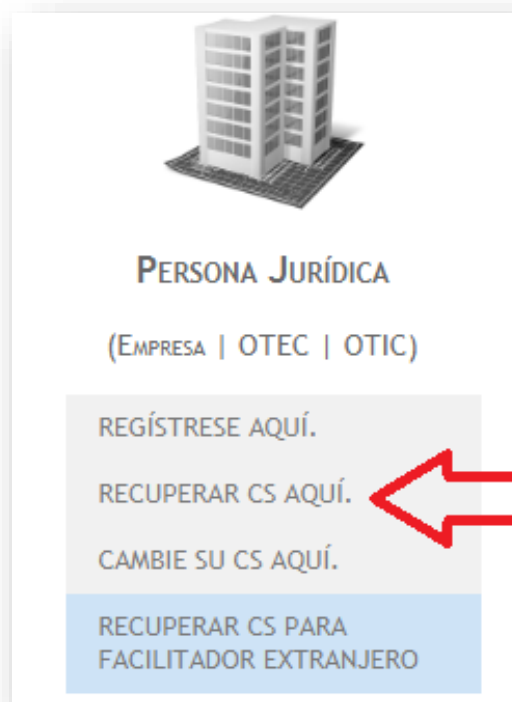 PERSONA JURÍDICA
(EMPRESA | OTEC | OTIC)
REGÍSTRESE AQUÍ.
RECUPERAR CS AQUÍ.
CAMBIE SU CS AQUÍ.
RECUPERAR CS PARA
FACILITADOR EXTRANJERO